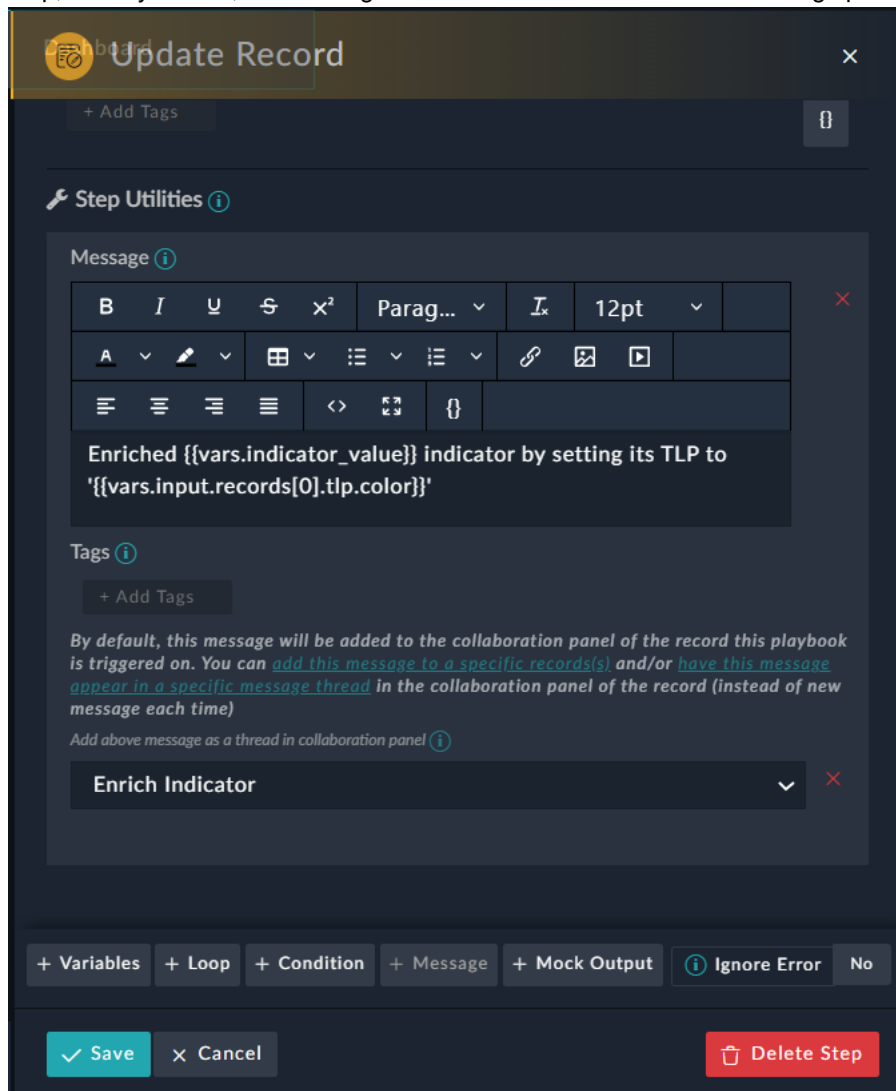 Dashboard
Update Record
+ Add Tags
{}
Step Utilities
Message
B I U S X² Parag... Ix 12pt
A
<> {}
Enriched {{vars.indicator_value}} indicator by setting its TLP to
'{{vars.input.records[0].tlp.color}}'
Tags
+ Add Tags
By default, this message will be added to the collaboration panel of the record this playbook
is triggered on. You can add this message to a specific records(s) and/or have this message
appear in a specific message thread in the collaboration panel of the record (instead of new
message each time)
Add above message as a thread in collaboration panel
Enrich Indicator
+ Variables + Loop + Condition + Message + Mock Output Ignore Error No
Save × Cancel Delete Step